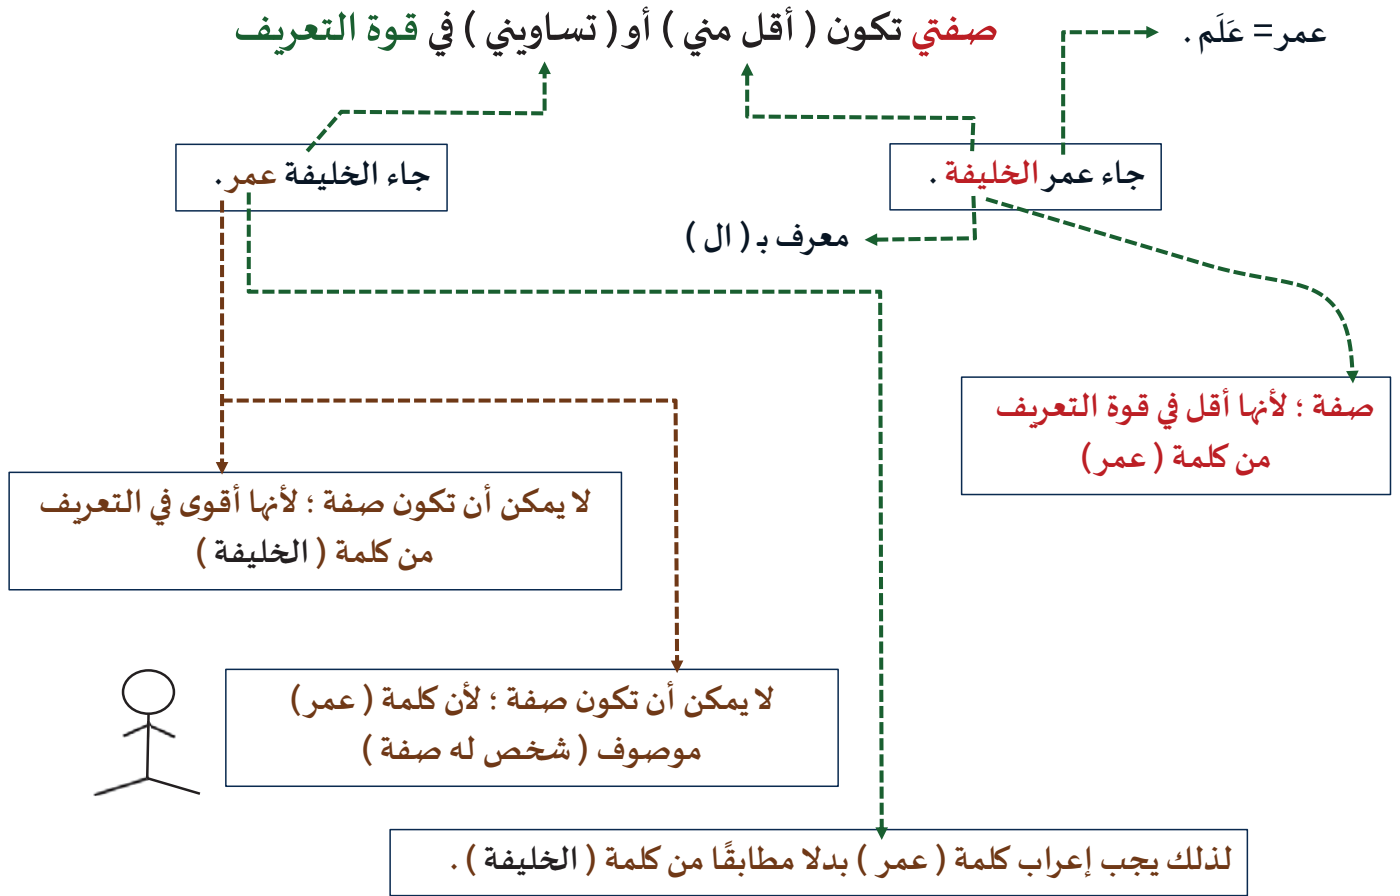 صفتي تكون ( أقل مني ) أو ( تساويني ) في قوة التعريف
عمر = عَلَم .
جاء عمر الخليفة .
جاء الخليفة عمر .
معرف بـ ( ال )
صفة ؛ لأنها أقل في قوة التعريف
من كلمة ( عمر)
لا يمكن أن تكون صفة ؛ لأنها أقوى في التعريف
من كلمة ( الخليفة )
لا يمكن أن تكون صفة ؛ لأن كلمة ( عمر)
موصوف ( شخص له صفة )
لذلك يجب إعراب كلمة ( عمر ) بدلا مطابقًا من كلمة ( الخليفة ) .